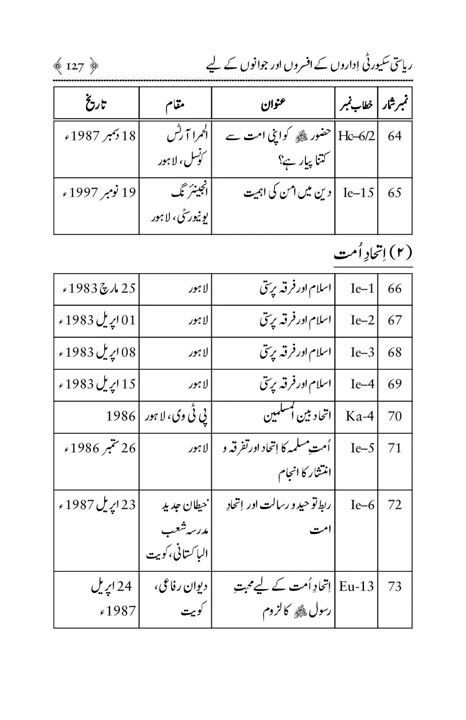 ریاستی سکیورٹی اِداروں کے افسروں اور جوانوں کے لیے ﴿ 127 ﴾
نمبرشمار خطاب نمبر عنوان مقام تاریخ
64 Hc–6/2 حضور ﷺ کو اپنی امت سے الحمرا آرٹس 18 دسمبر 1987ء
کتنا پیار ہے؟ کونسل، لاہور
65 Ie–15 دین میں امن کی اہمیت انجینئرنگ 19 نومبر 1997ء
یونیورسٹی، لاہور
(۲) اِتحادِ اُمت
66 Ie–1 اسلام اور فرقہ پرستی لاہور 25 مارچ 1983ء
67 Ie–2 اسلام اور فرقہ پرستی لاہور 01 اپریل 1983ء
68 Ie–3 اسلام اور فرقہ پرستی لاہور 08 اپریل 1983ء
69 Ie–4 اسلام اور فرقہ پرستی لاہور 15 اپریل 1983ء
70 Ka-4 اتحاد بین المسلمین پی ٹی وی، لاہور 1986
71 Ie–5 اُمتِ مسلمہ کا اِتحاد اور تفرقہ و لاہور 26 ستمبر 1986ء
انتشار کا انجام
72 Ie–6 ربطِ توحید و رسالت اور اِتحادِ حیطان جدید 23 اپریل 1987ء
امت مدرسہ شعب
الباکستانی، کویت
73 Eu-13 اِتحادِ اُمت کے لیے محبتِ دیوان رفاعی، 24 اپریل
رسول ﷺ کا لزوم کویت 1987ء